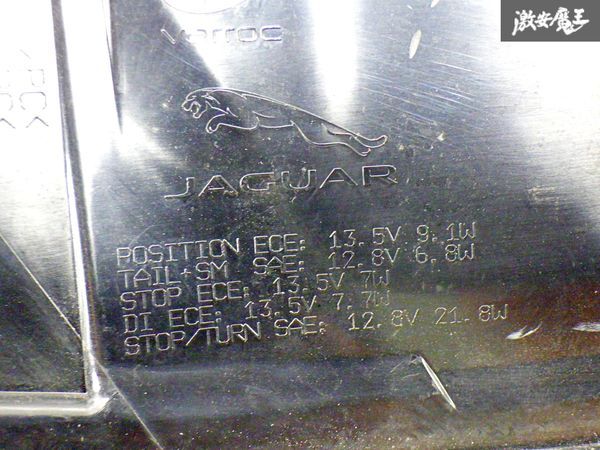 激安魔王
varroc
JAGUAR
POSITION ECE: 13.5V 9.1W
TAIL+SM SAE: 12.8V 6.8W
STOP ECE: 13.5V 7W
DI ECE: 13.5V 7.7W
STOP/TURN SAE: 12.8V 21.8W